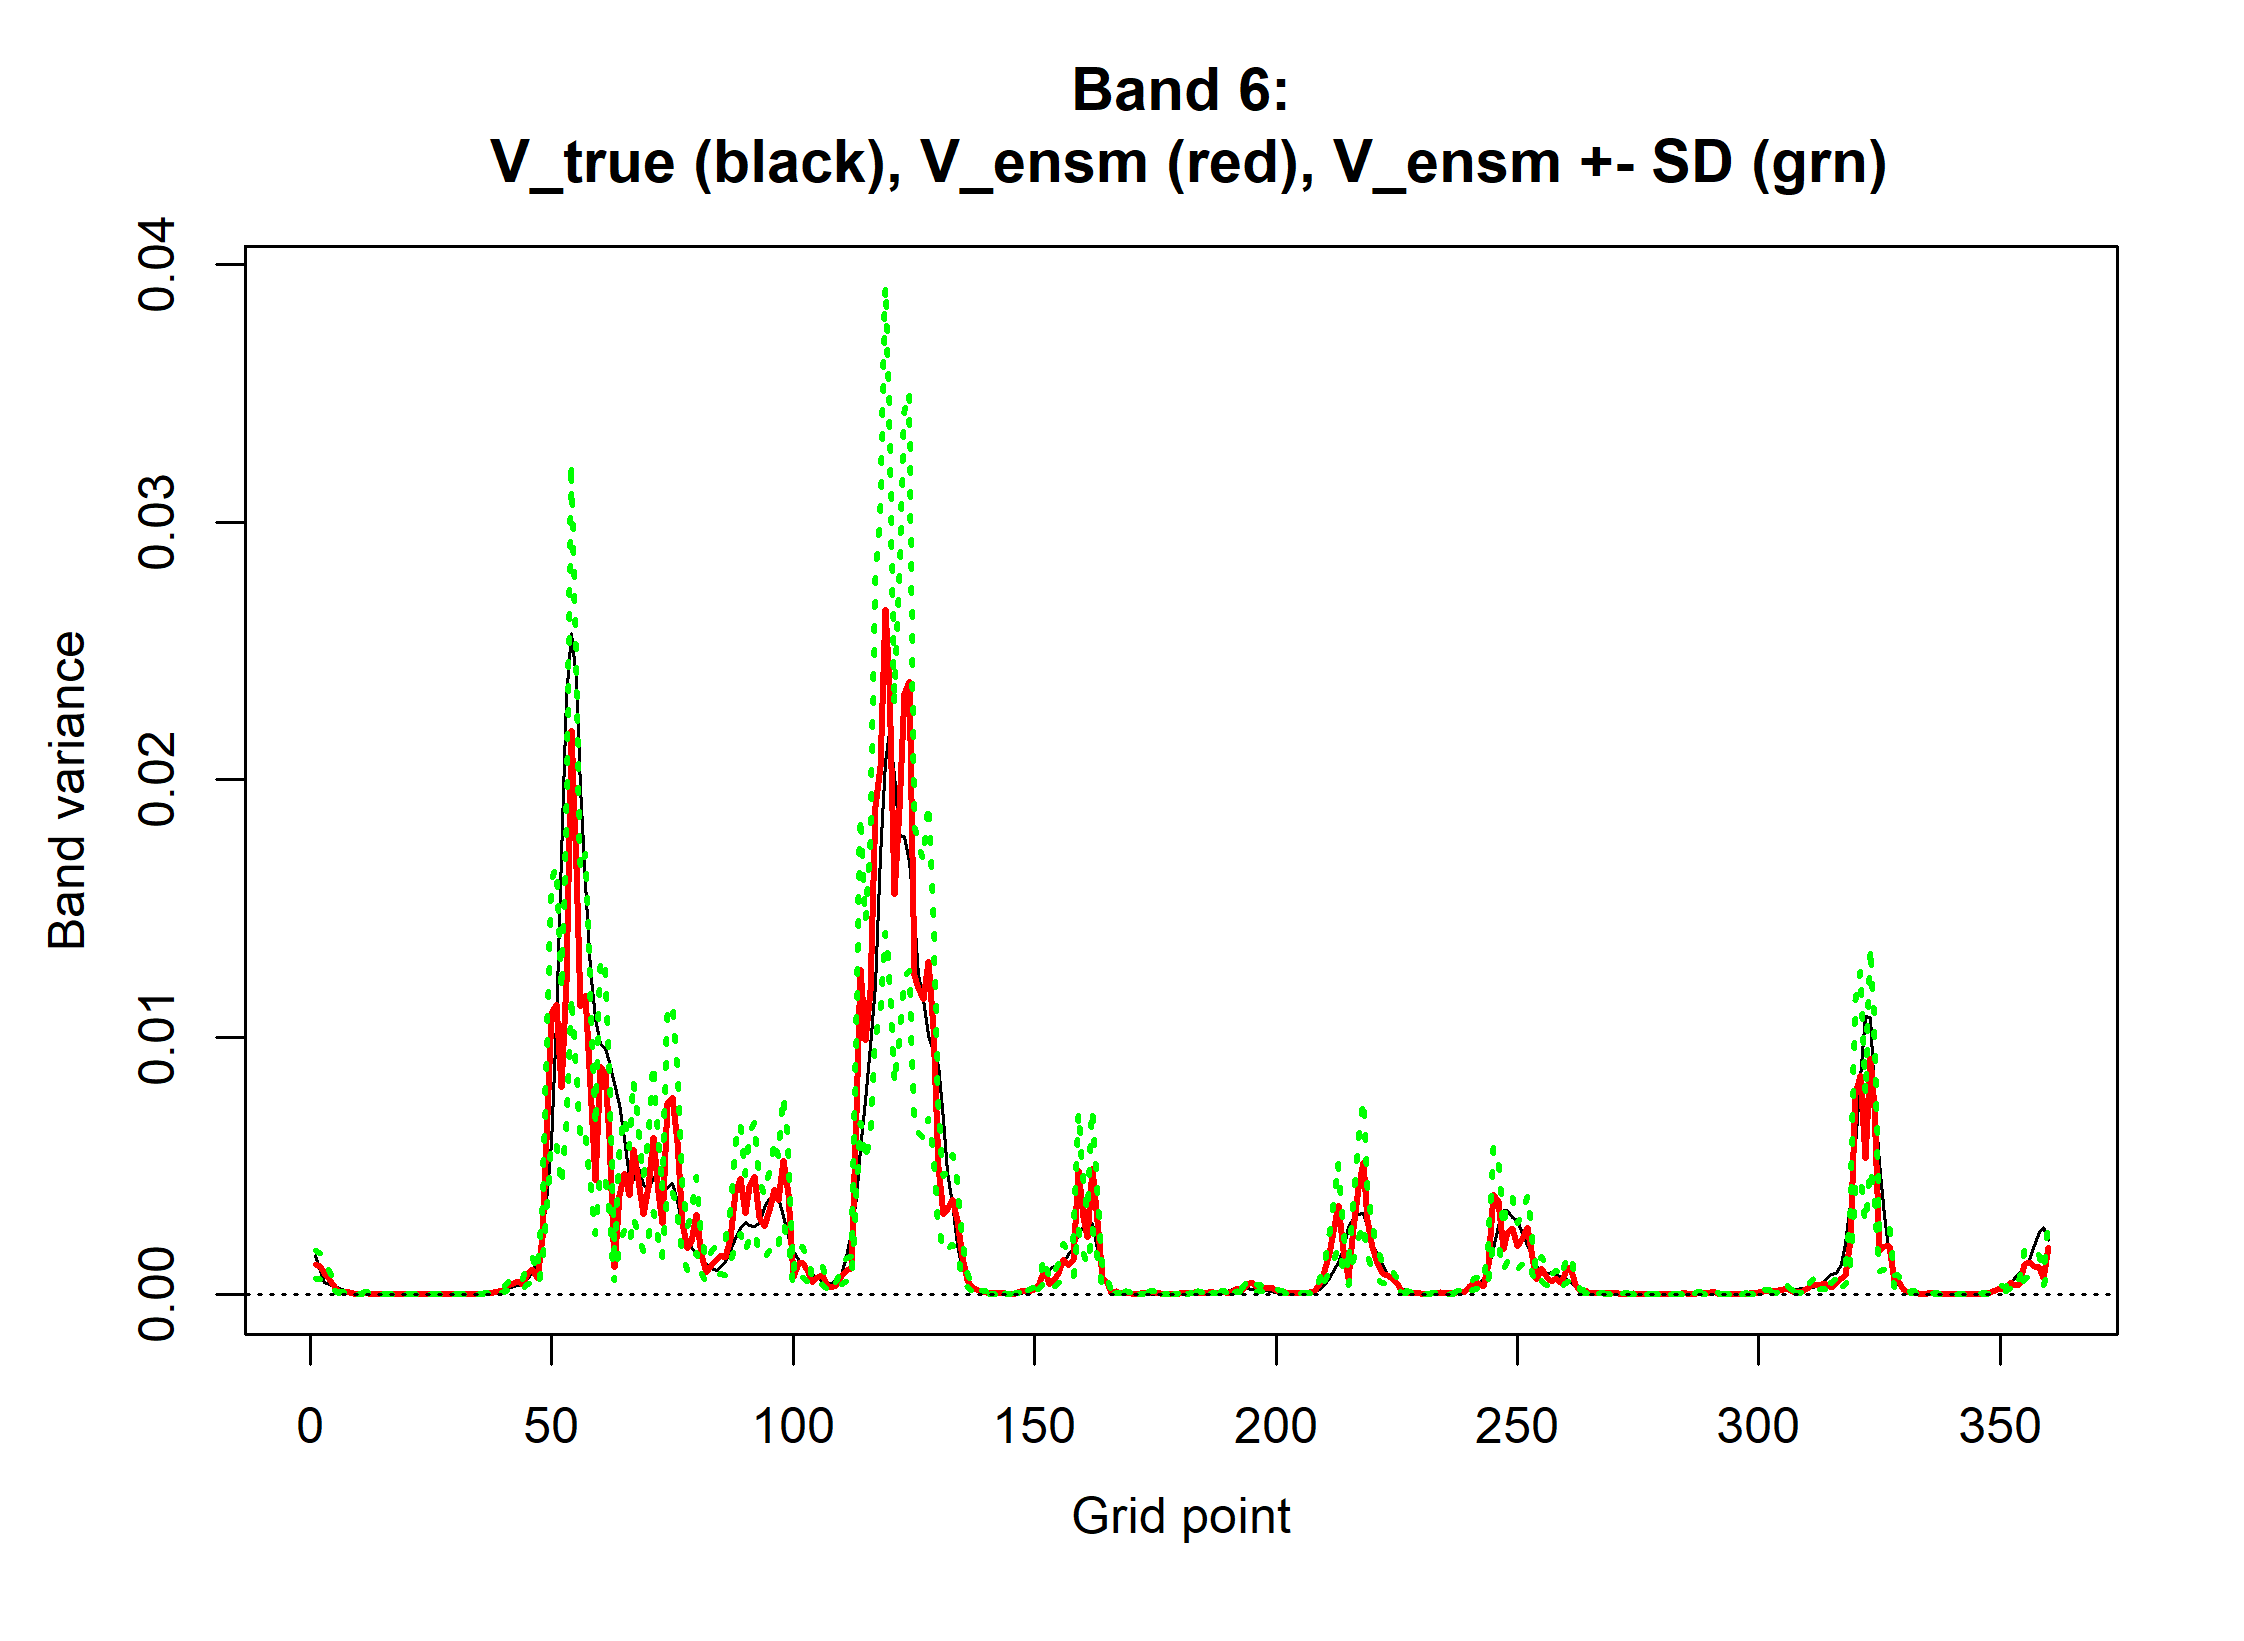 Band 6:
V_true (black), V_ensm (red), V_ensm +- SD (grn)
0.04
0.03
0.02
0.01
0.00
Band variance
0 50 100 150 200 250 300 350
Grid point